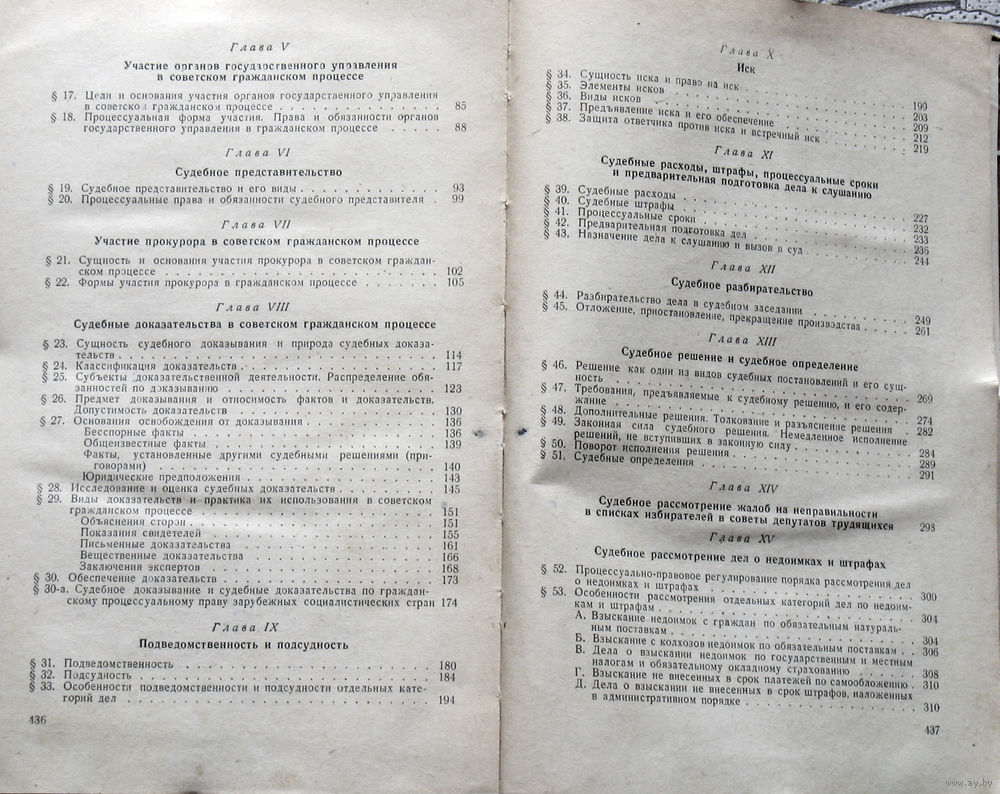 Глава V
Участие органов государственного управления
в советском гражданском процессе
§ 17. Цели и основания участия органов государственного управления
в советском гражданском процессе . . . . . . . . . . 85
§ 18. Процессуальная форма участия. Права и обязанности органов
государственного управления в гражданском процессе . . . . . 88
Глава VI
Судебное представительство
§ 19. Судебное представительство и его виды . . . . . . . . . . 93
§ 20. Процессуальные права и обязанности судебного представителя . 99
Глава VII
Участие прокурора в советском гражданском процессе
§ 21. Сущность и основания участия прокурора в советском граждан-
ском процессе . . . . . . . . . . 102
§ 22. Формы участия прокурора в гражданском процессе . . . . . . . 105
Глава VIII
Судебные доказательства в советском гражданском процессе
§ 23. Сущность судебного доказывания и природа судебных доказа-
тельств . . . . . . . . . . 114
§ 24. Классификация доказательств . . . . . . . . . . 117
§ 25. Субъекты доказательственной деятельности. Распределение обя-
занностей по доказыванию . . . . . . . . . . 123
§ 26. Предмет доказывания и относимость фактов и доказательств.
Допустимость доказательств . . . . . . . . . . 130
§ 27. Основания освобождения от доказывания . . . . . . . . . . 136
Бесспорные факты . . . . . . . . . . 136
Общеизвестные факты . . . . . . . . . . 139
Факты, установленные другими судебными решениями (при-
говорами) . . . . . . . . . . 140
Юридические предположения . . . . . . . . . . 143
§ 28. Исследование и оценка судебных доказательств . . . . . . . . . . 145
§ 29. Виды доказательств и практика их использования в советском
гражданском процессе . . . . . . . . . . 151
Объяснения сторон . . . . . . . . . . 151
Показания свидетелей . . . . . . . . . . 155
Письменные доказательства . . . . . . . . . . 161
Вещественные доказательства . . . . . . . . . . 166
Заключения экспертов . . . . . . . . . . 168
§ 30. Обеспечение доказательств . . . . . . . . . . 173
§ 30-а. Судебное доказывание и судебные доказательства по граждан-
скому процессуальному праву зарубежных социалистических стран 174
Глава IX
Подведомственность и подсудность
§ 31. Подведомственность . . . . . . . . . . 180
§ 32. Подсудность . . . . . . . . . . 184
§ 33. Особенности подведомственности и подсудности отдельных кате-
горий дел . . . . . . . . . . 194
436
Глава X
Иск
§ 34. Сущность иска и право на иск . . . . . . . . . . 199
§ 35. Элементы исков . . . . . . . . . . 203
§ 36. Виды исков . . . . . . . . . . 209
§ 37. Предъявление иска и его обеспечение . . . . . . . . . . 212
§ 38. Защита ответчика против иска и встречный иск . . . . . . . . 219
Глава XI
Судебные расходы, штрафы, процессуальные сроки
и предварительная подготовка дела к слушанию
§ 39. Судебные расходы . . . . . . . . . . 227
§ 40. Судебные штрафы . . . . . . . . . . 232
§ 41. Процессуальные сроки . . . . . . . . . . 233
§ 42. Предварительная подготовка дел . . . . . . . . . . 235
§ 43. Назначение дела к слушанию и вызов в суд . . . . . . . . . . 244
Глава XII
Судебное разбирательство
§ 44. Разбирательство дела в судебном заседании . . . . . . . . . . 249
§ 45. Отложение, приостановление, прекращение производства . . . . . 261
Глава XIII
Судебное решение и судебное определение
§ 46. Решение как один из видов судебных постановлений и его сущ-
ность . . . . . . . . . . 269
§ 47. Требования, предъявляемые к судебному решению, и его содер-
жание . . . . . . . . . . 274
§ 48. Дополнительные решения. Толкование и разъяснение решения . . 282
§ 49. Законная сила судебного решения. Немедленное исполнение
решений, не вступивших в законную силу . . . . . . . . . . 284
§ 50. Поворот исполнения решения . . . . . . . . . . 289
§ 51. Судебные определения . . . . . . . . . . 291
Глава XIV
Судебное рассмотрение жалоб на неправильности
в списках избирателей в советы депутатов трудящихся 298
Глава XV
Судебное рассмотрение дел о недоимках и штрафах
§ 52. Процессуально-правовое регулирование порядка рассмотрения дел
о недоимках и штрафах . . . . . . . . . . 300
§ 53. Особенности рассмотрения отдельных категорий дел по недоим-
кам и штрафам . . . . . . . . . . 304
А. Взыскание недоимок с граждан по обязательным натураль-
ным поставкам . . . . . . . . . . 304
Б. Взыскание с колхозов недоимок по обязательным поставкам . . 306
В. Дела о взыскании недоимок по государственным и местным
налогам и обязательному окладному страхованию . . . . . 308
Г. Взыскание не внесенных в срок платежей по самообложению . 310
Д. Дела о взыскании не внесенных в срок штрафов, наложенных
в административном порядке . . . . . . . . . . 310
437
www.ay.by